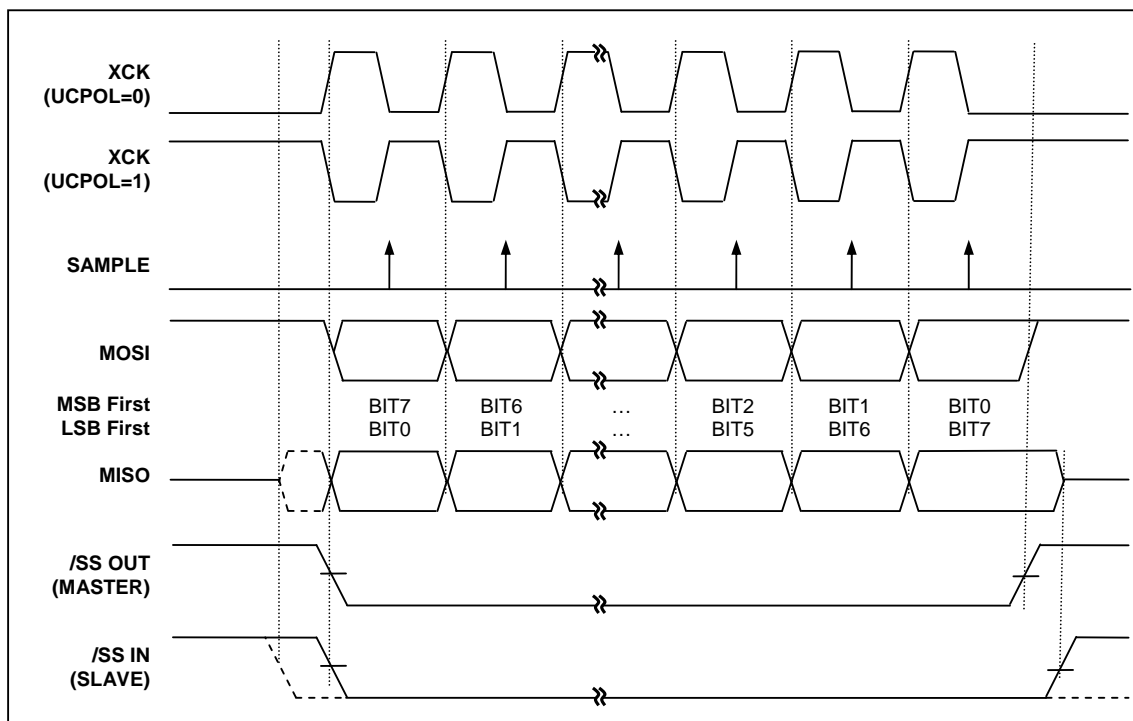 XCK
(UCPOL=0)
XCK
(UCPOL=1)
SAMPLE
MOSI
MSB First BIT7 BIT6 … BIT2 BIT1 BIT0
LSB First BIT0 BIT1 … BIT5 BIT6 BIT7
MISO
/SS OUT
(MASTER)
/SS IN
(SLAVE)